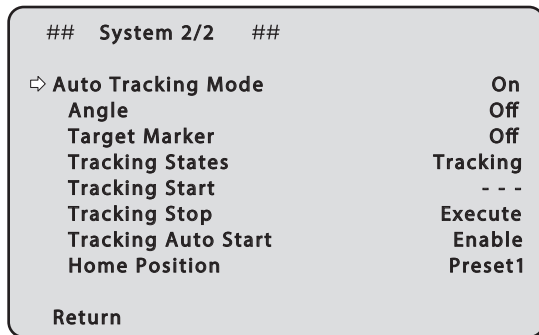 ## System 2/2 ##
⇨ Auto Tracking Mode On
Angle Off
Target Marker Off
Tracking States Tracking
Tracking Start - - -
Tracking Stop Execute
Tracking Auto Start Enable
Home Position Preset1
Return